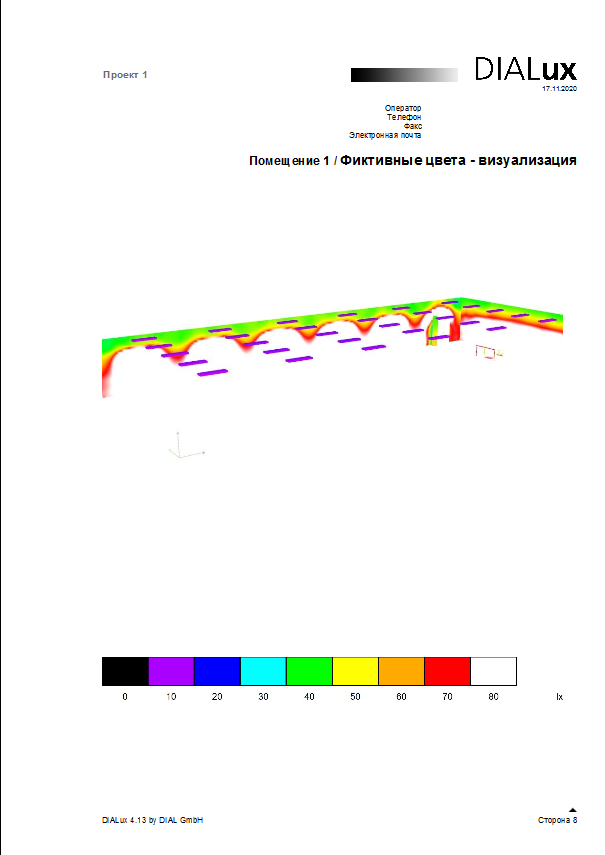 Проект 1
DIALux
17.11.2020
Оператор
Телефон
Факс
Электронная почта
Помещение 1 / Фиктивные цвета - визуализация
0 10 20 30 40 50 60 70 80 lx
DIALux 4.13 by DIAL GmbH
Сторона 8